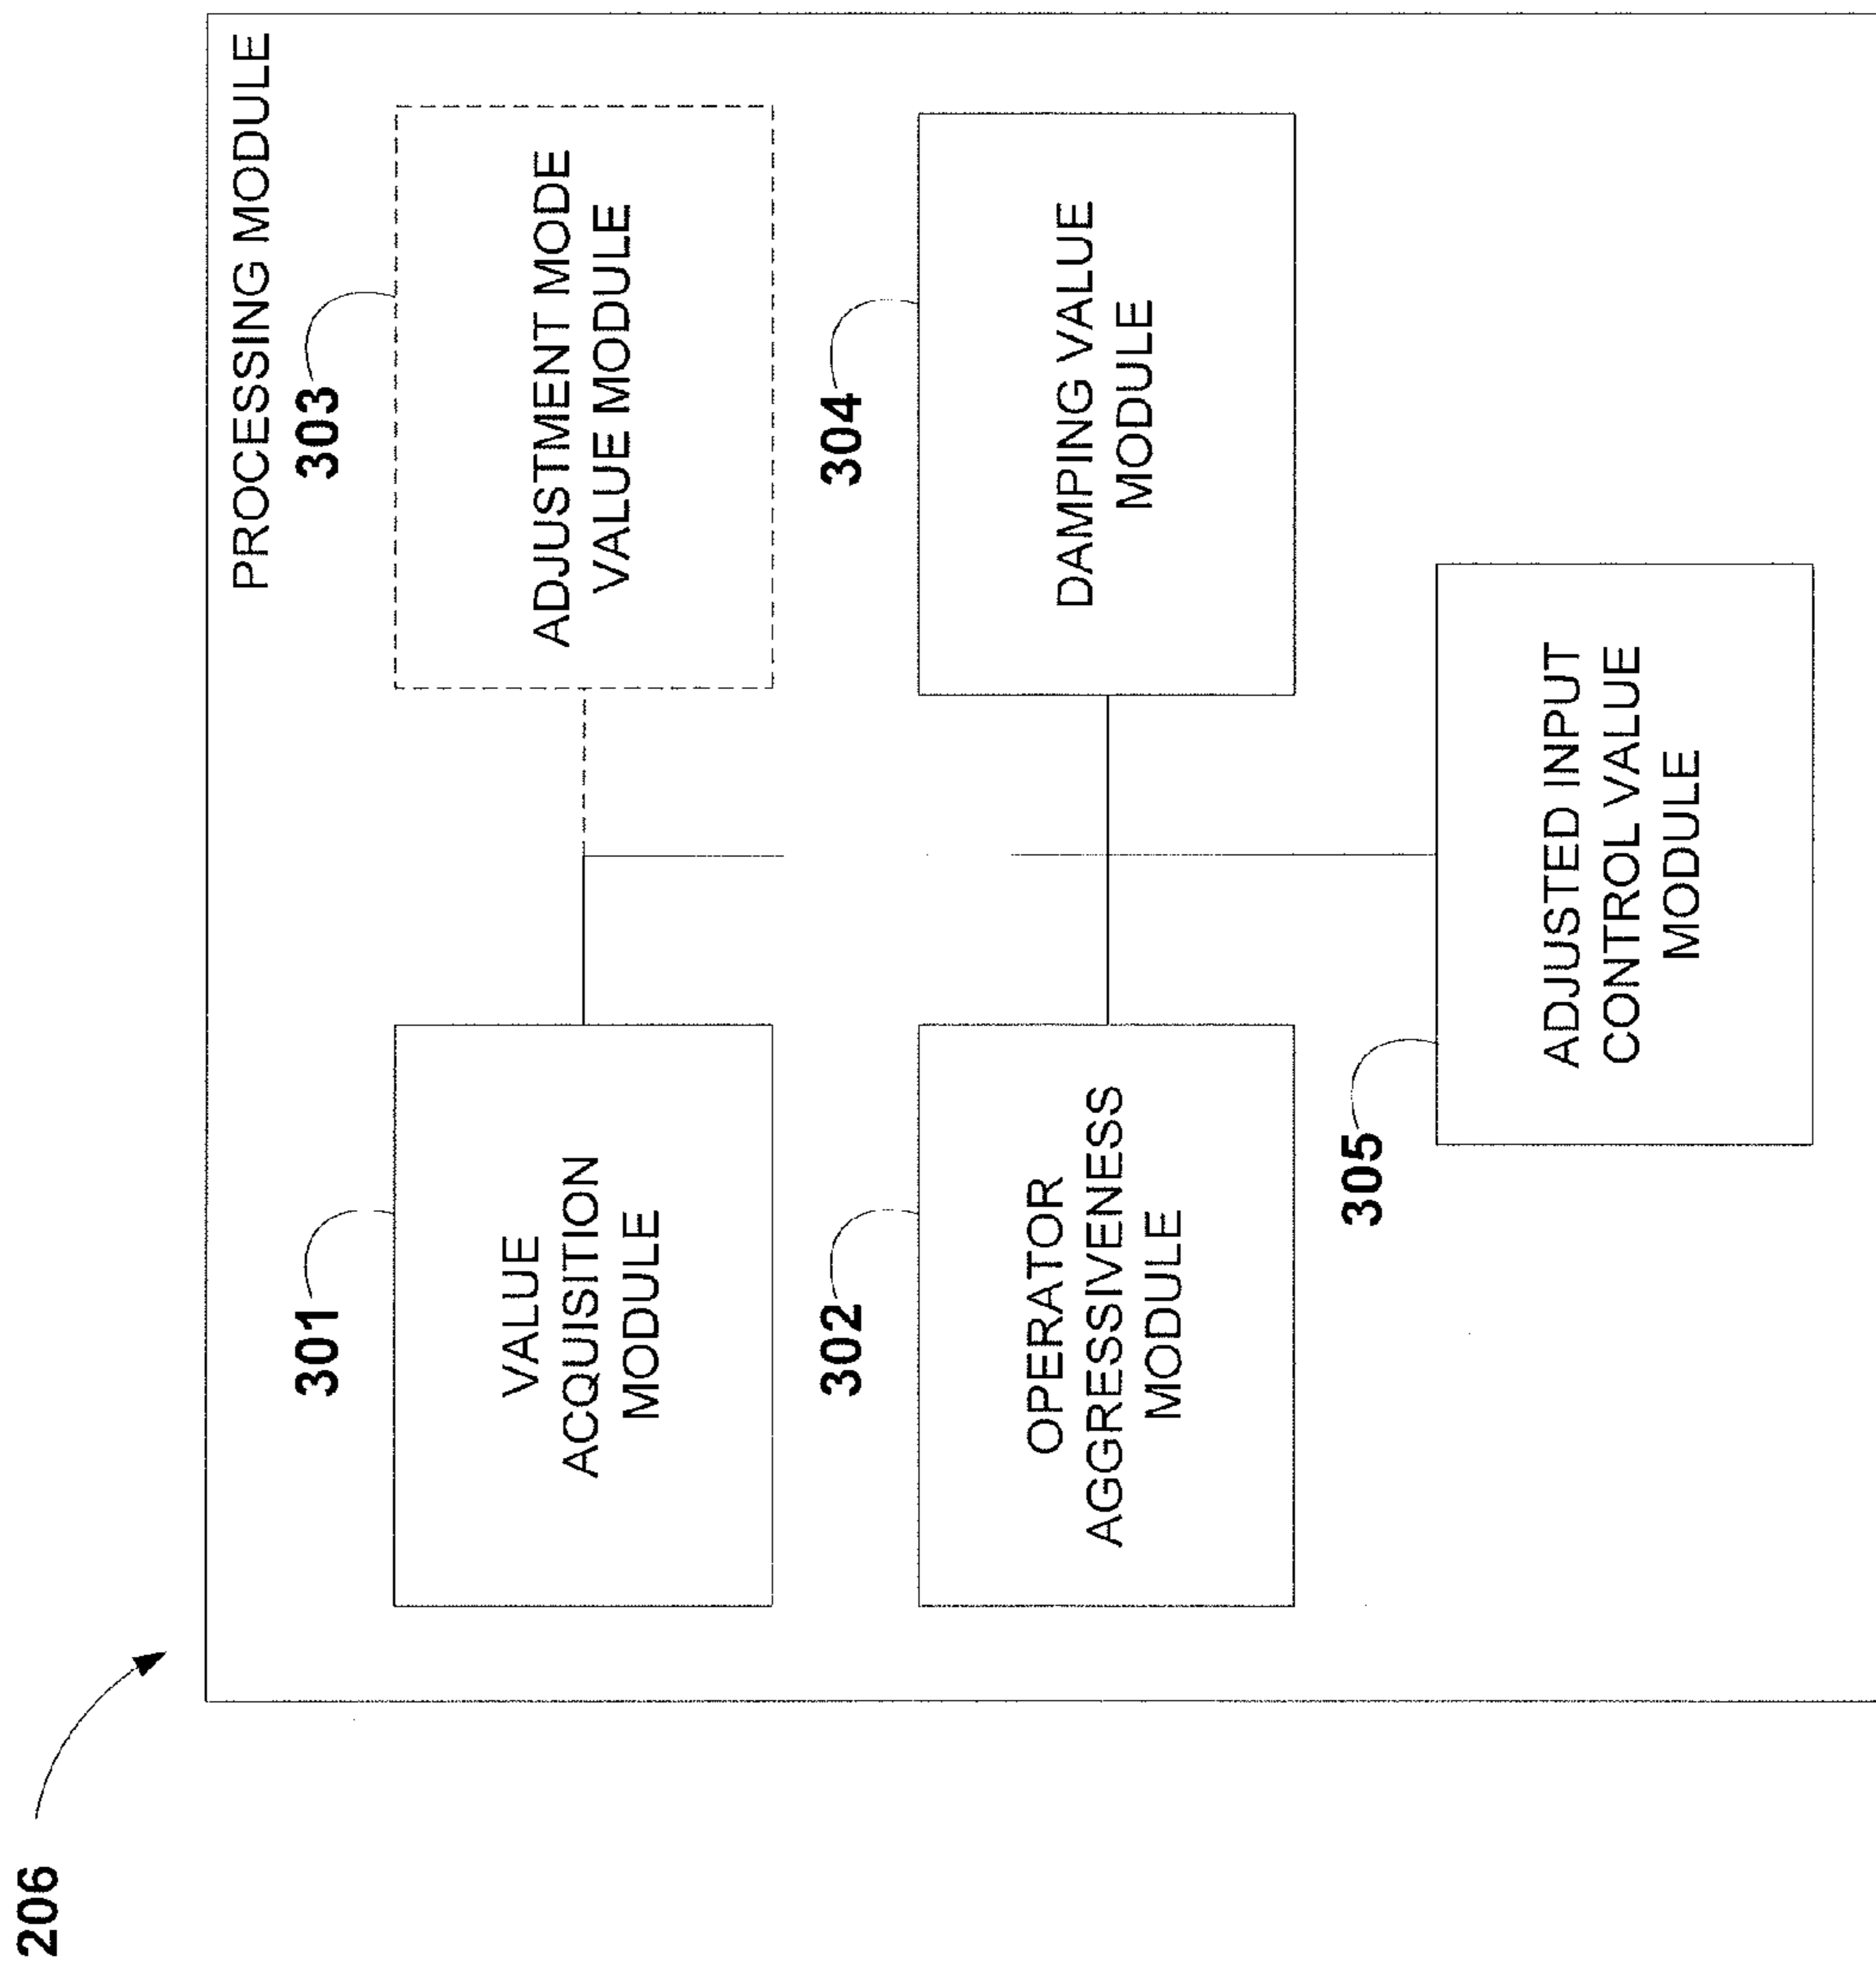 206
PROCESSING MODULE
301
VALUE
ACQUISITION
MODULE
303
ADJUSTMENT MODE
VALUE MODULE
302
OPERATOR
AGGRESSIVENESS
MODULE
304
DAMPING VALUE
MODULE
305
ADJUSTED INPUT
CONTROL VALUE
MODULE